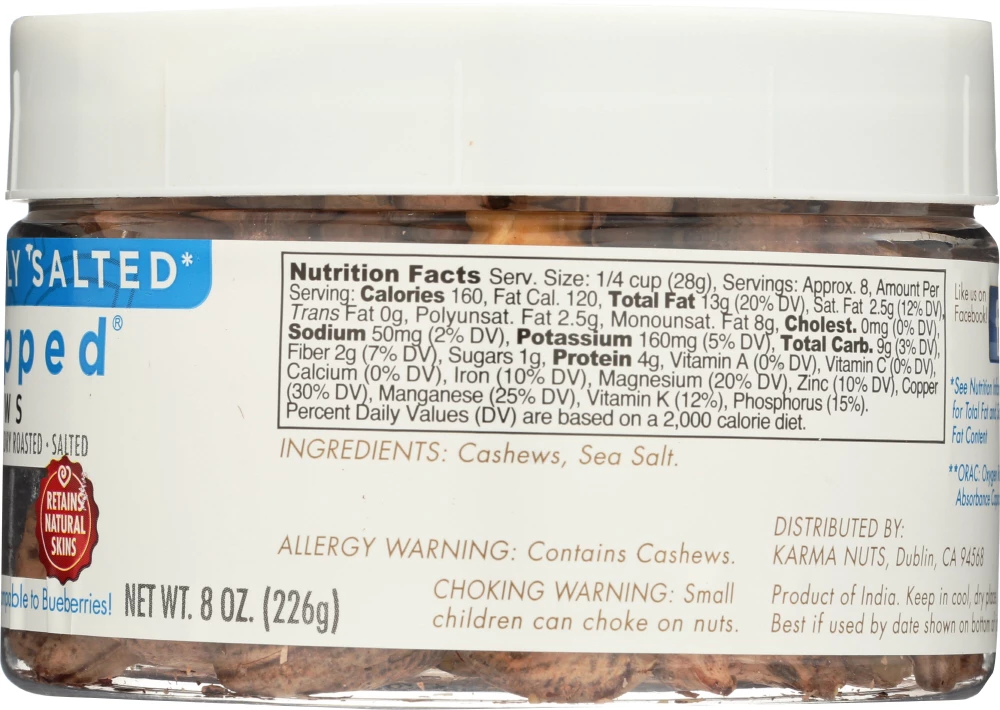 LY SALTED*
pped®
WS
ROASTED • SALTED
RETAINS
NATURAL
SKINS
to Bueberries!
NET WT. 8 OZ. (226g)
Nutrition Facts Serv. Size: 1/4 cup (28g), Servings: Approx. 8, Amount Per
Serving: Calories 160, Fat Cal. 120, Total Fat 13g (20% DV), Sat. Fat 2.5g (12% DV),
Trans Fat 0g, Polyunsat. Fat 2.5g, Monounsat. Fat 8g, Cholest. 0mg (0% DV),
Sodium 50mg (2% DV), Potassium 160mg (5% DV), Total Carb. 9g (3% DV),
Fiber 2g (7% DV), Sugars 1g, Protein 4g, Vitamin A (0% DV), Vitamin C (0% DV),
Calcium (0% DV), Iron (10% DV), Magnesium (20% DV), Zinc (10% DV), Copper
(30% DV), Manganese (25% DV), Vitamin K (12%), Phosphorus (15%).
Percent Daily Values (DV) are based on a 2,000 calorie diet.
INGREDIENTS: Cashews, Sea Salt.
ALLERGY WARNING: Contains Cashews.
CHOKING WARNING: Small
children can choke on nuts.
DISTRIBUTED BY:
KARMA NUTS, Dublin, CA 94568
Product of India. Keep in cool, dry
Best if used by date shown on bottom
Like us on
Facebook!
*See Nutrition
for Total Fat
Fat Content
**ORAC: Oxygen
Absorbance